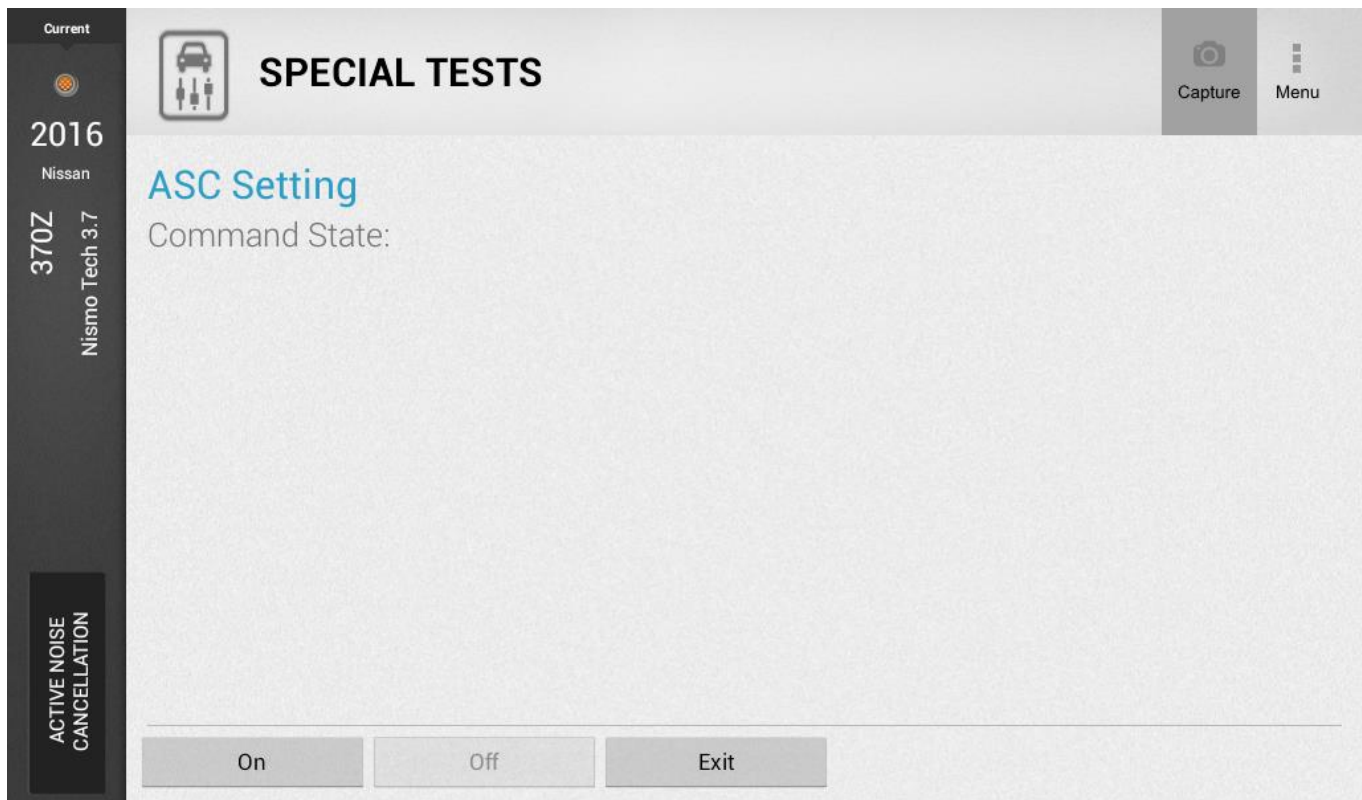 Current
2016
Nissan
370Z
Nismo Tech 3.7
ACTIVE NOISE
CANCELLATION
SPECIAL TESTS
Capture
Menu
ASC Setting
Command State:
On
Off
Exit